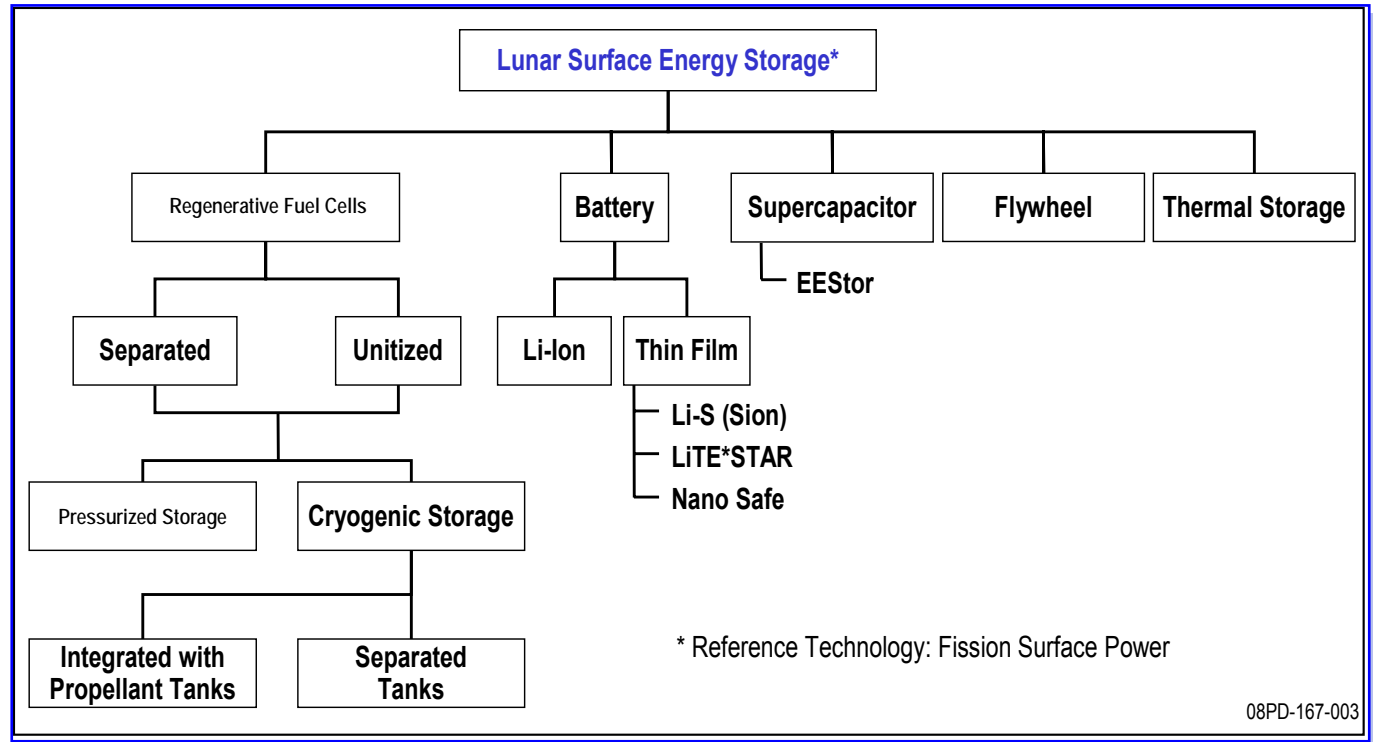 Lunar Surface Energy Storage*
Regenerative Fuel Cells
Battery
Supercapacitor
Flywheel
Thermal Storage
EEStor
Separated
Unitized
Li-Ion
Thin Film
Li-S (Sion)
LiTE*STAR
Nano Safe
Pressurized Storage
Cryogenic Storage
Integrated with
Propellant Tanks
Separated
Tanks
* Reference Technology: Fission Surface Power
08PD-167-003